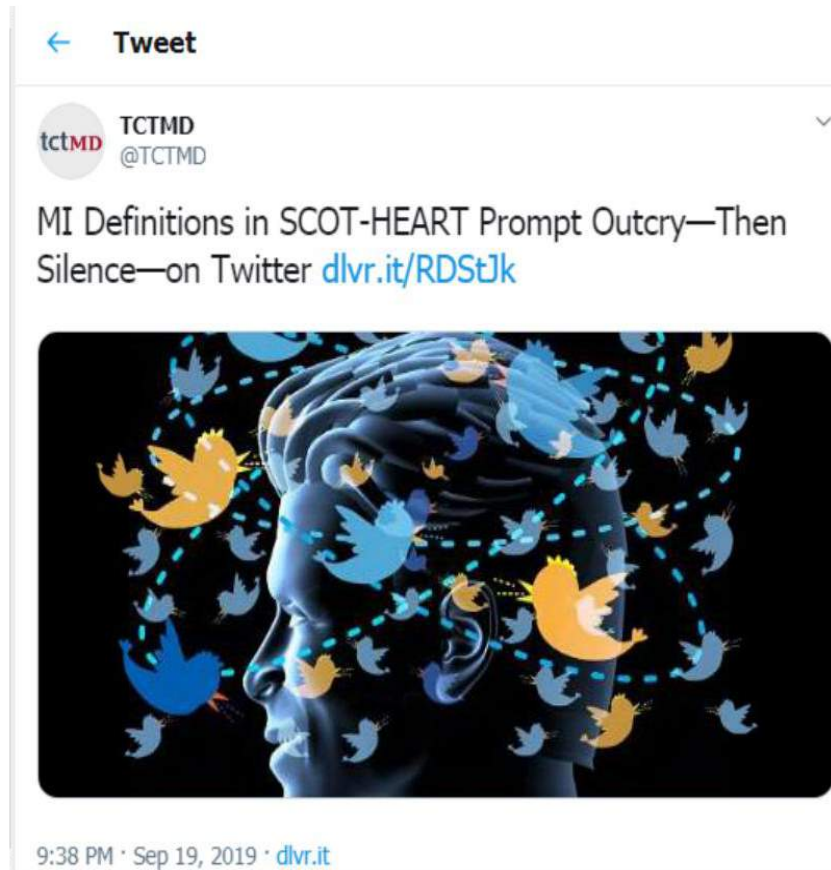 ← Tweet
tctMD
TCTMD
@TCTMD
MI Definitions in SCOT-HEART Prompt Outcry—Then
Silence—on Twitter dlvr.it/RDStJk
9:38 PM · Sep 19, 2019 · dlvr.it